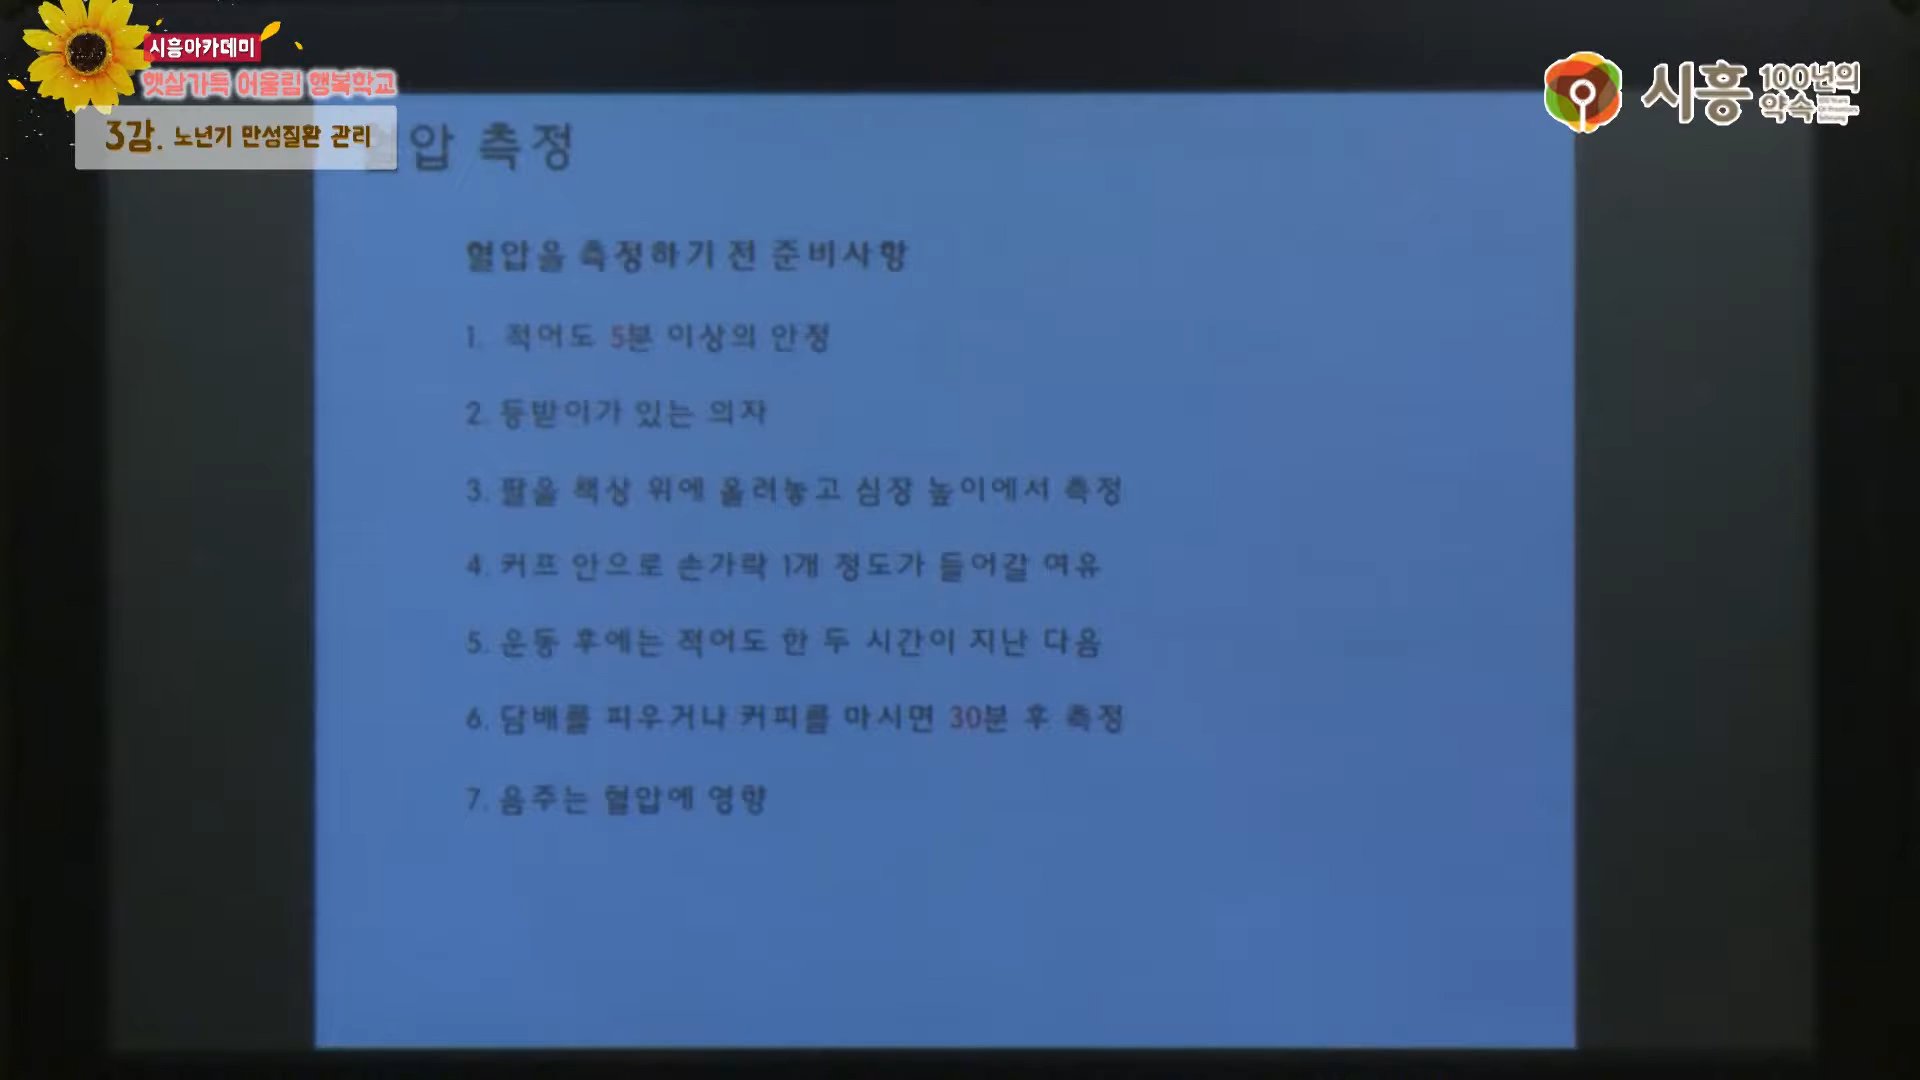 시흥아카데미
햇살가득 어울림 행복학교
3강. 노년기 만성질환 관리
시흥 100년의 약속
압 측정
혈압을 측정하기 전 준비사항
1. 적어도 5분 이상의 안정
2. 등받이가 있는 의자
3. 팔을 책상 위에 올려놓고 심장 높이에서 측정
4. 커프 안으로 손가락 1개 정도가 들어갈 여유
5. 운동 후에는 적어도 한 두 시간이 지난 다음
6. 담배를 피우거나 커피를 마시면 30분 후 측정
7. 음주는 혈압에 영향